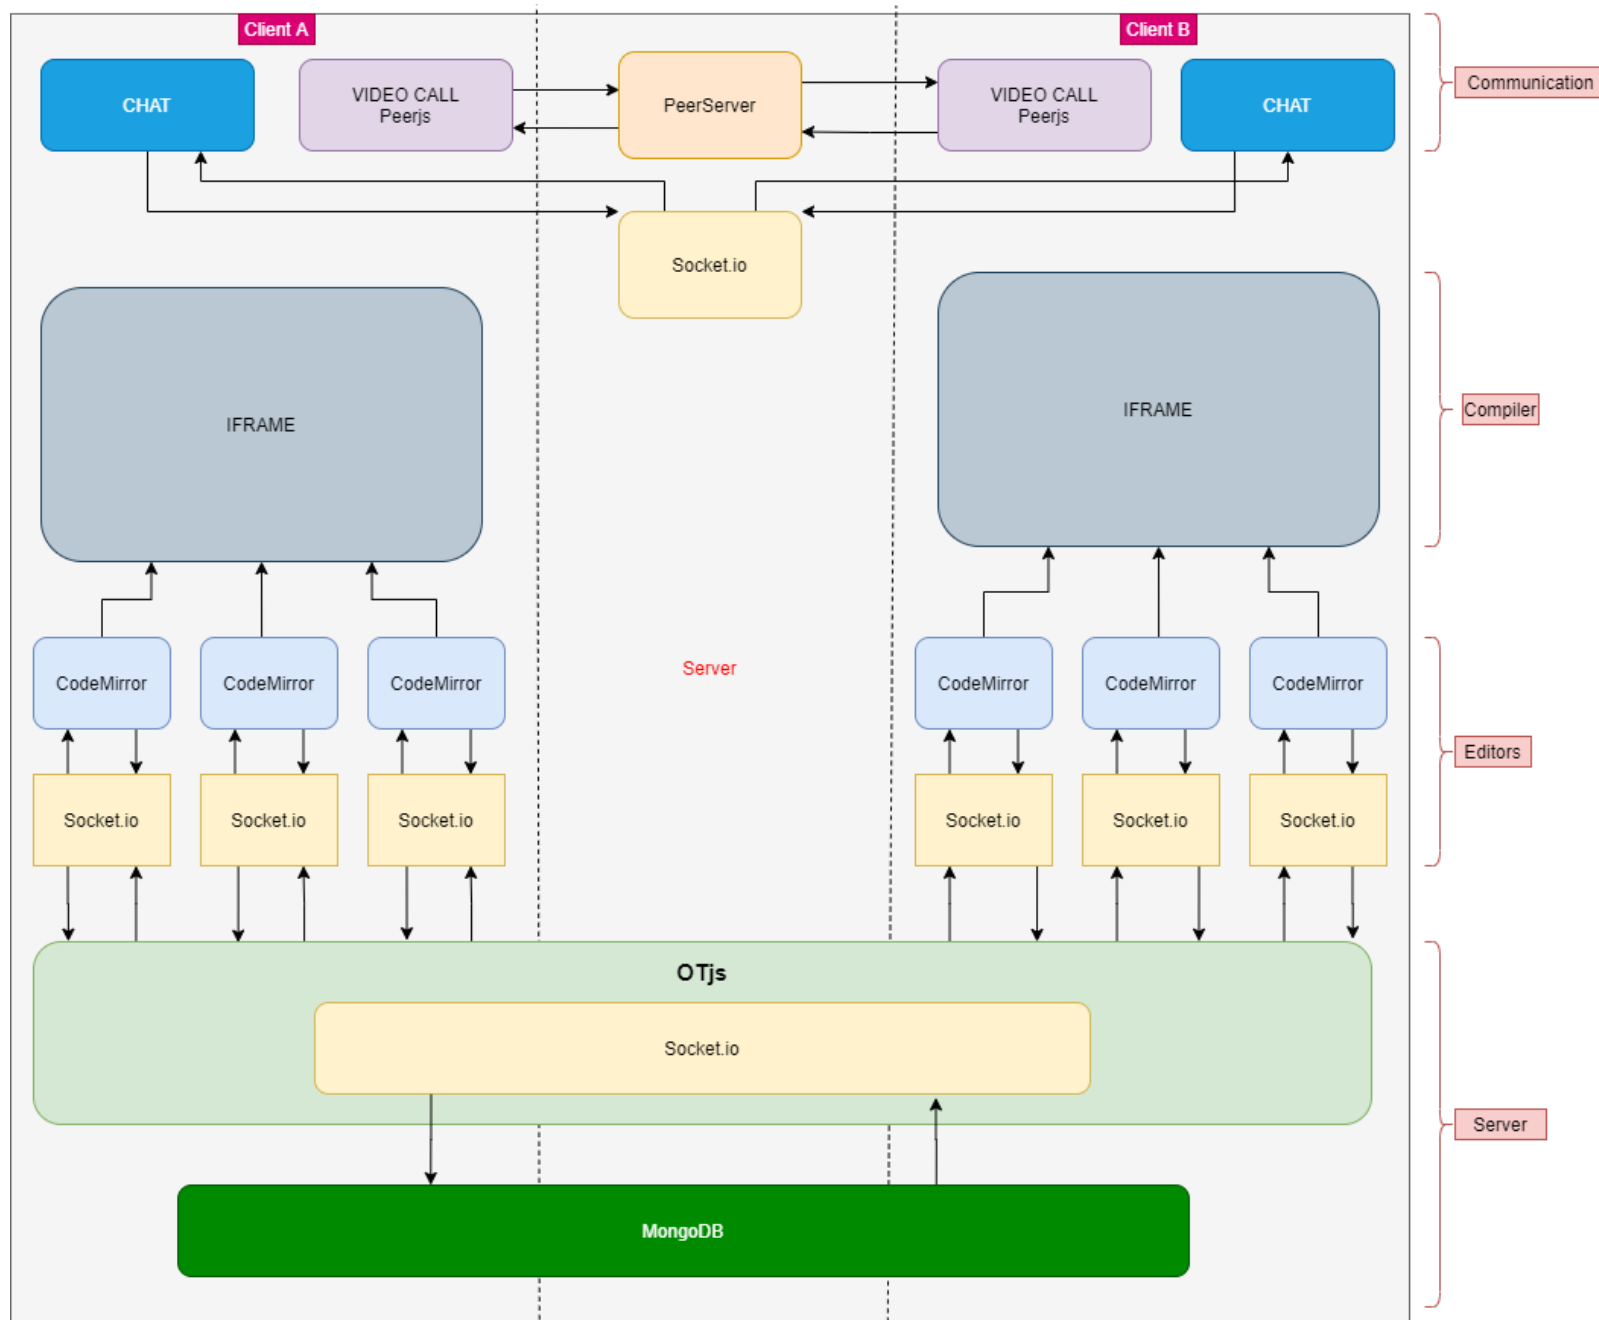 Client A
Client B
CHAT
VIDEO CALL
Peerjs
PeerServer
VIDEO CALL
Peerjs
CHAT
Communication
Socket.io
IFRAME
IFRAME
Compiler
Server
CodeMirror
CodeMirror
CodeMirror
CodeMirror
CodeMirror
CodeMirror
Editors
Socket.io
Socket.io
Socket.io
Socket.io
Socket.io
Socket.io
OTjs
Socket.io
Server
MongoDB